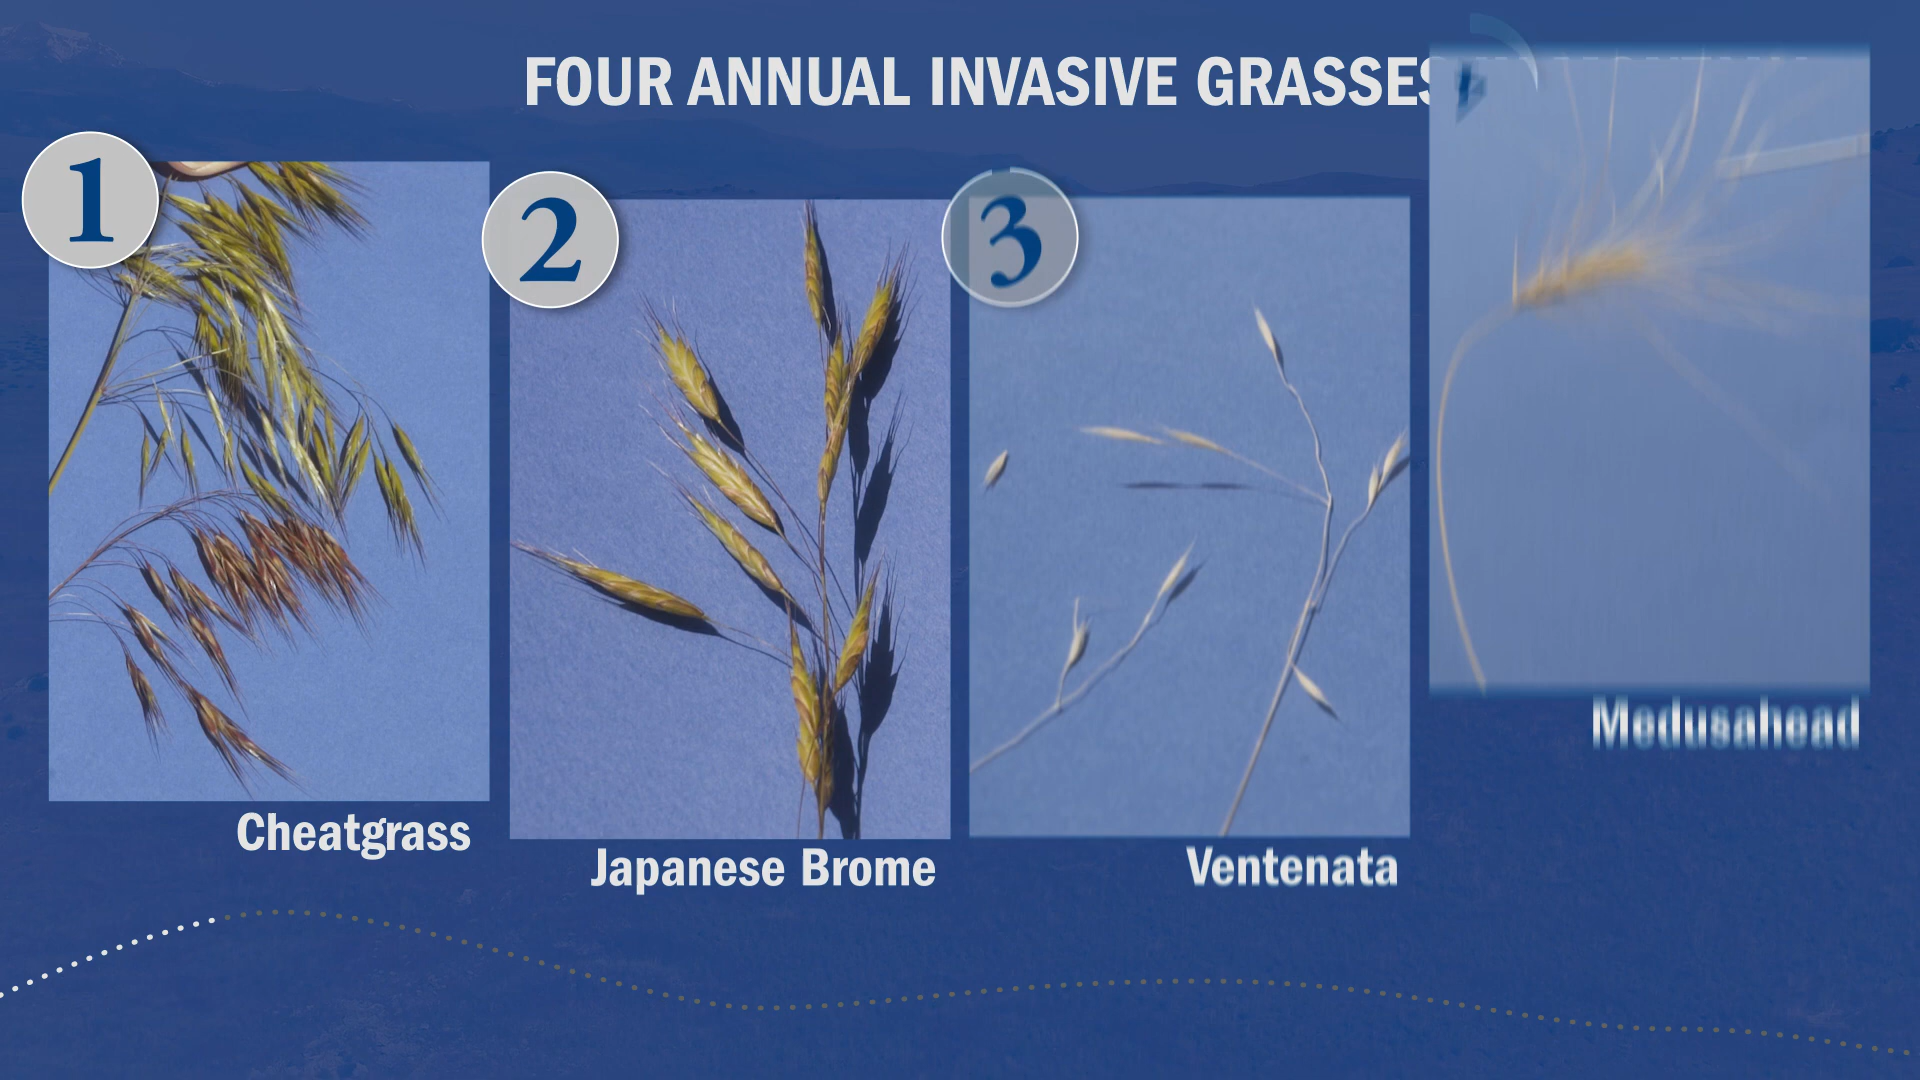 FOUR ANNUAL INVASIVE GRASSES
1
2
3
Cheatgrass
Japanese Brome
Ventenata
Medusahead